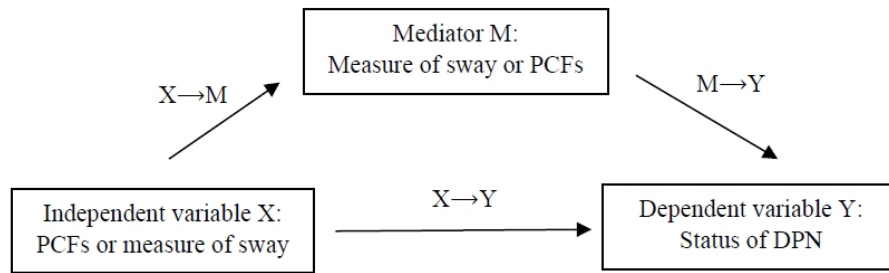 Mediator M:
Measure of sway or PCFs
X→M
M→Y
X→Y
Independent variable X:
PCFs or measure of sway
Dependent variable Y:
Status of DPN